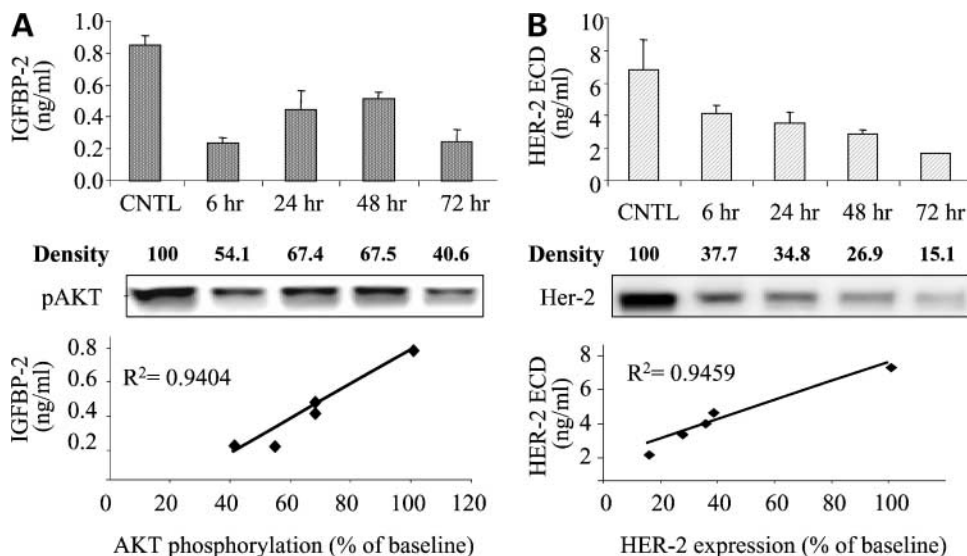 A
IGFBP-2
(ng/ml)
1.0
0.8
0.6
0.4
0.2
0.0
CNTL 6 hr 24 hr 48 hr 72 hr
Density 100 54.1 67.4 67.5 40.6
pAKT
IGFBP-2
(ng/ml)
0.8
0.6
0.4
0.2
R²= 0.9404
0 20 40 60 80 100 120
AKT phosphorylation (% of baseline)
B
HER-2 ECD
(ng/ml)
10
8
6
4
2
0
CNTL 6 hr 24 hr 48 hr 72 hr
Density 100 37.7 34.8 26.9 15.1
Her-2
HER-2 ECD
(ng/ml)
8
6
4
2
R²= 0.9459
0 20 40 60 80 100
HER-2 expression (% of baseline)